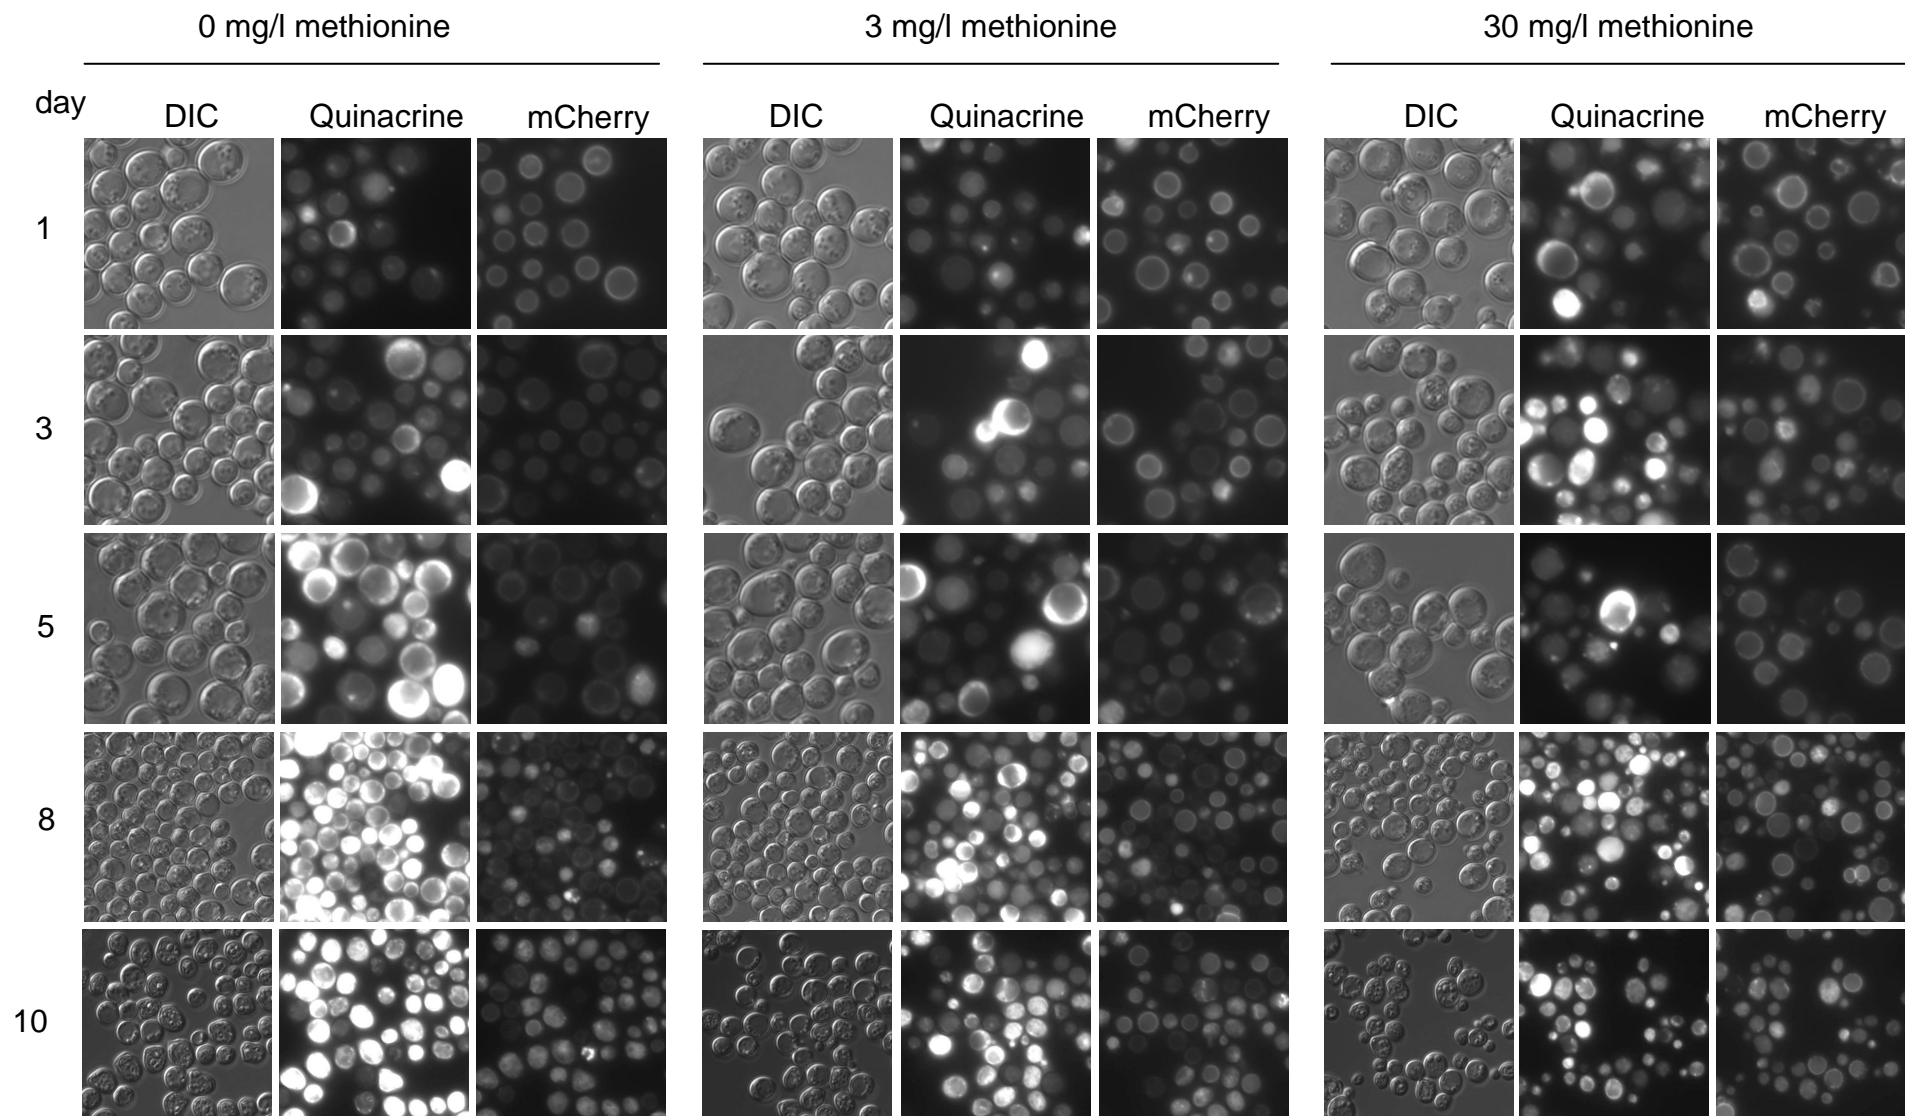 0 mg/l methionine 3 mg/l methionine 30 mg/l methionine
day DIC Quinacrine mCherry DIC Quinacrine mCherry DIC Quinacrine mCherry
1
3
5
8
10